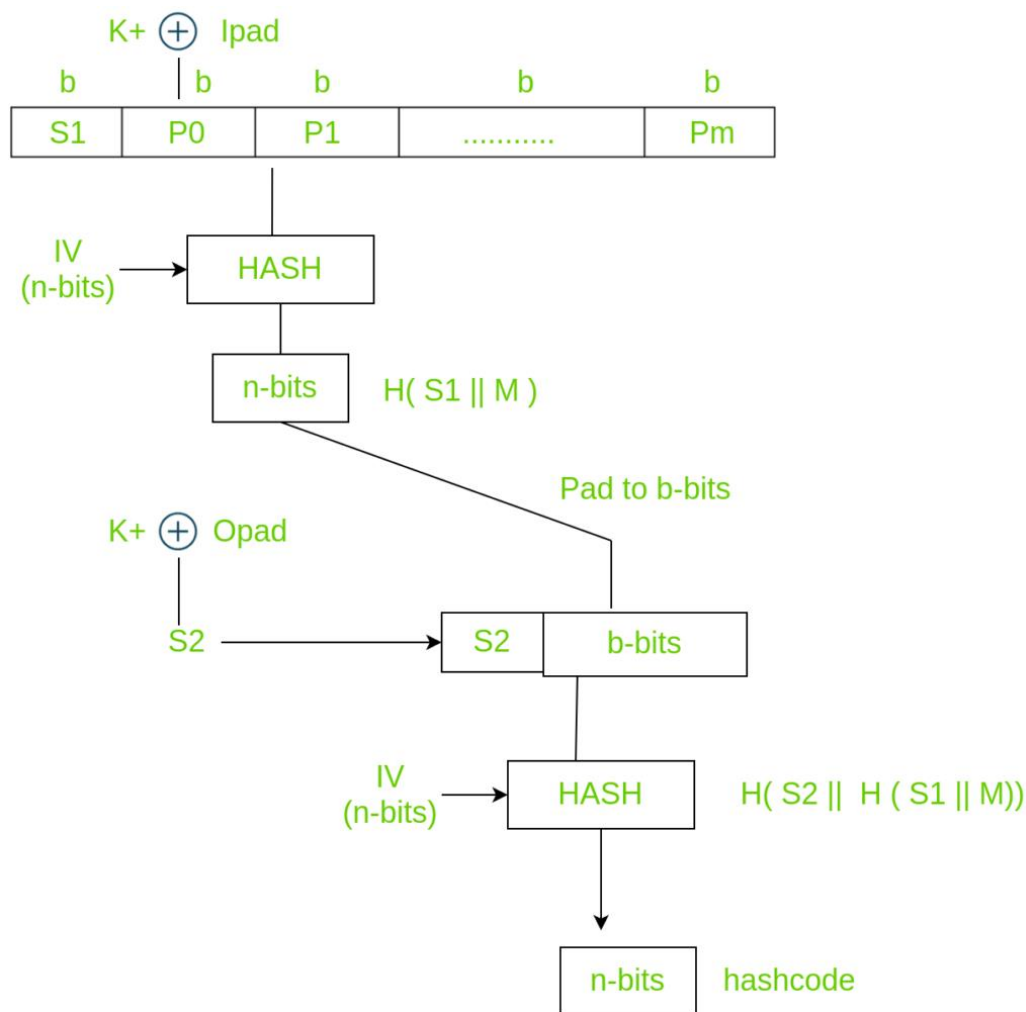 K+ ⊕ Ipad
b b b b b
S1 P0 P1 ........... Pm
IV
(n-bits)
HASH
n-bits H( S1 || M )
Pad to b-bits
K+ ⊕ Opad
S2 S2 b-bits
IV
(n-bits)
HASH H( S2 || H ( S1 || M))
n-bits hashcode